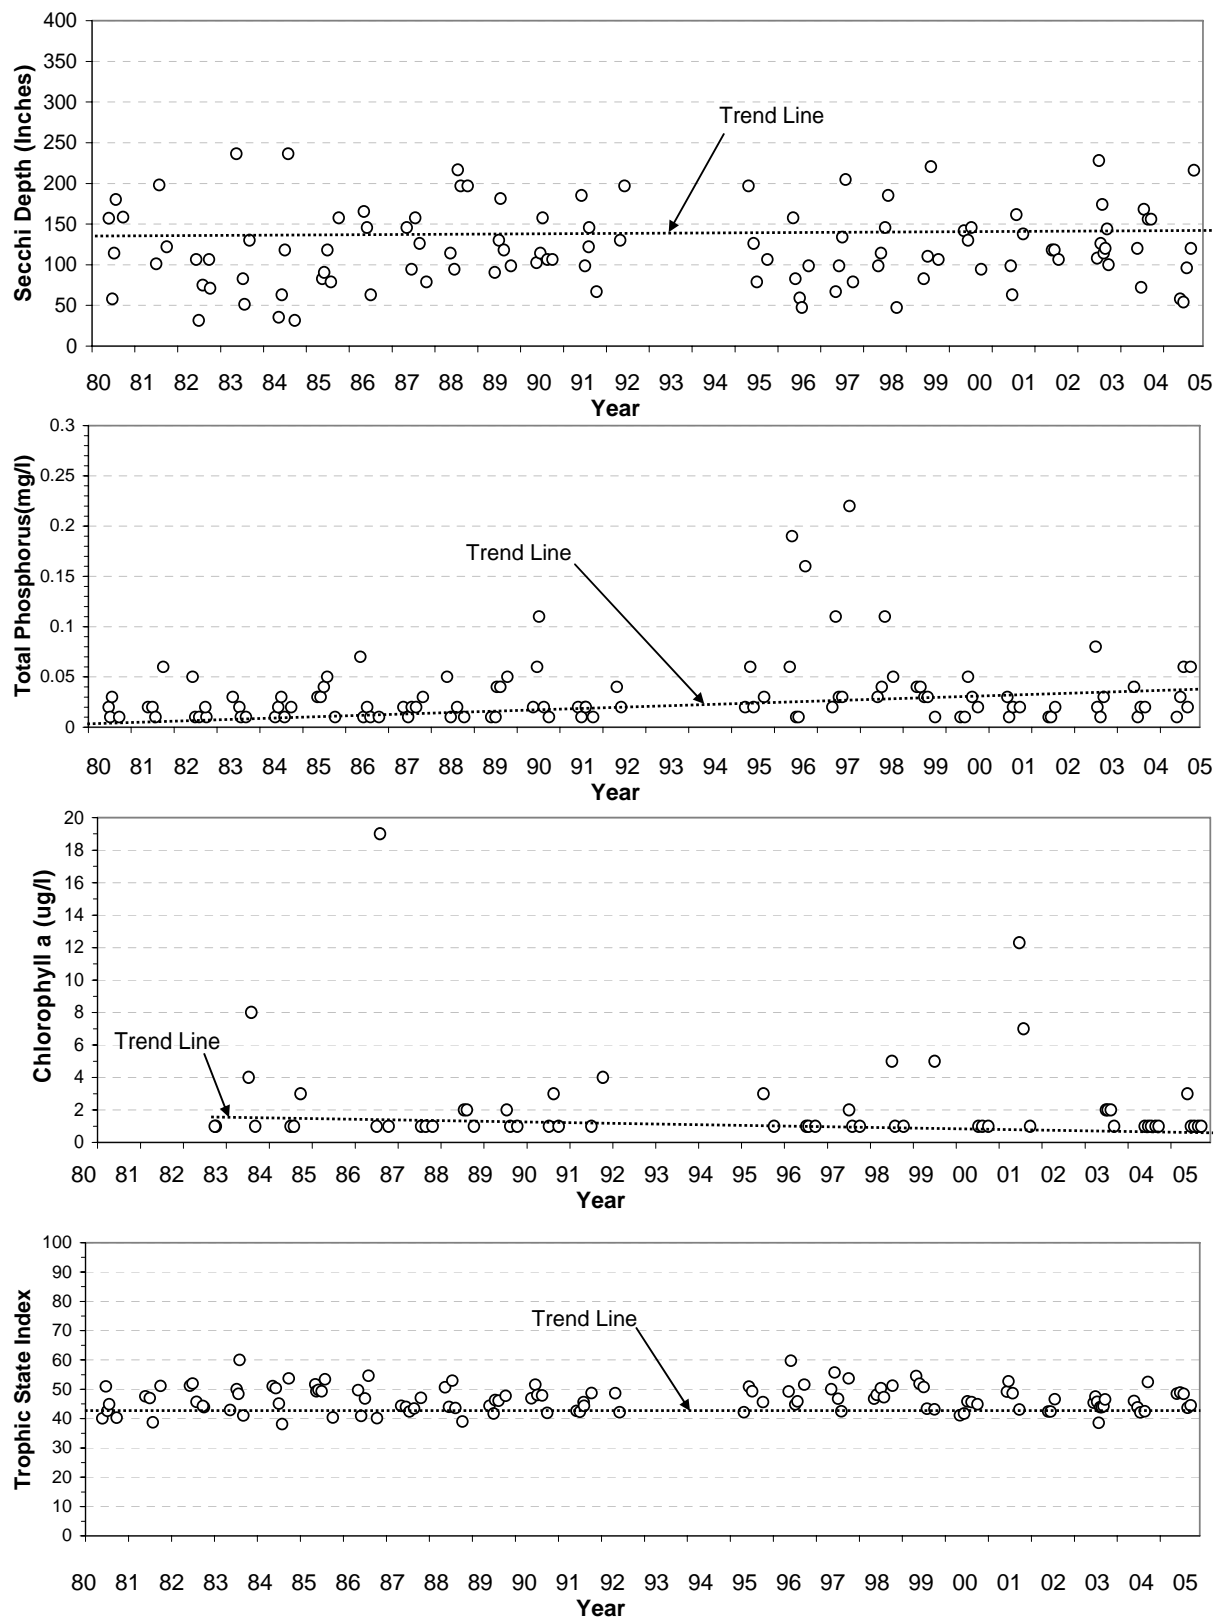 400
350
300
250
200
150
100
50
0
Secchi Depth (Inches)
Trend Line
80 81 82 83 84 85 86 87 88 89 90 91 92 93 94 95 96 97 98 99 00 01 02 03 04 05
Year
0.3
0.25
0.2
0.15
0.1
0.05
0
Total Phosphorus(mg/l)
Trend Line
80 81 82 83 84 85 86 87 88 89 90 91 92 93 94 95 96 97 98 99 00 01 02 03 04 05
Year
20
18
16
14
12
10
8
6
4
2
0
Chlorophyll a (ug/l)
Trend Line
80 81 82 83 84 85 86 87 88 89 90 91 92 93 94 95 96 97 98 99 00 01 02 03 04 05
Year
100
90
80
70
60
50
40
30
20
10
0
Trophic State Index
Trend Line
80 81 82 83 84 85 86 87 88 89 90 91 92 93 94 95 96 97 98 99 00 01 02 03 04 05
Year